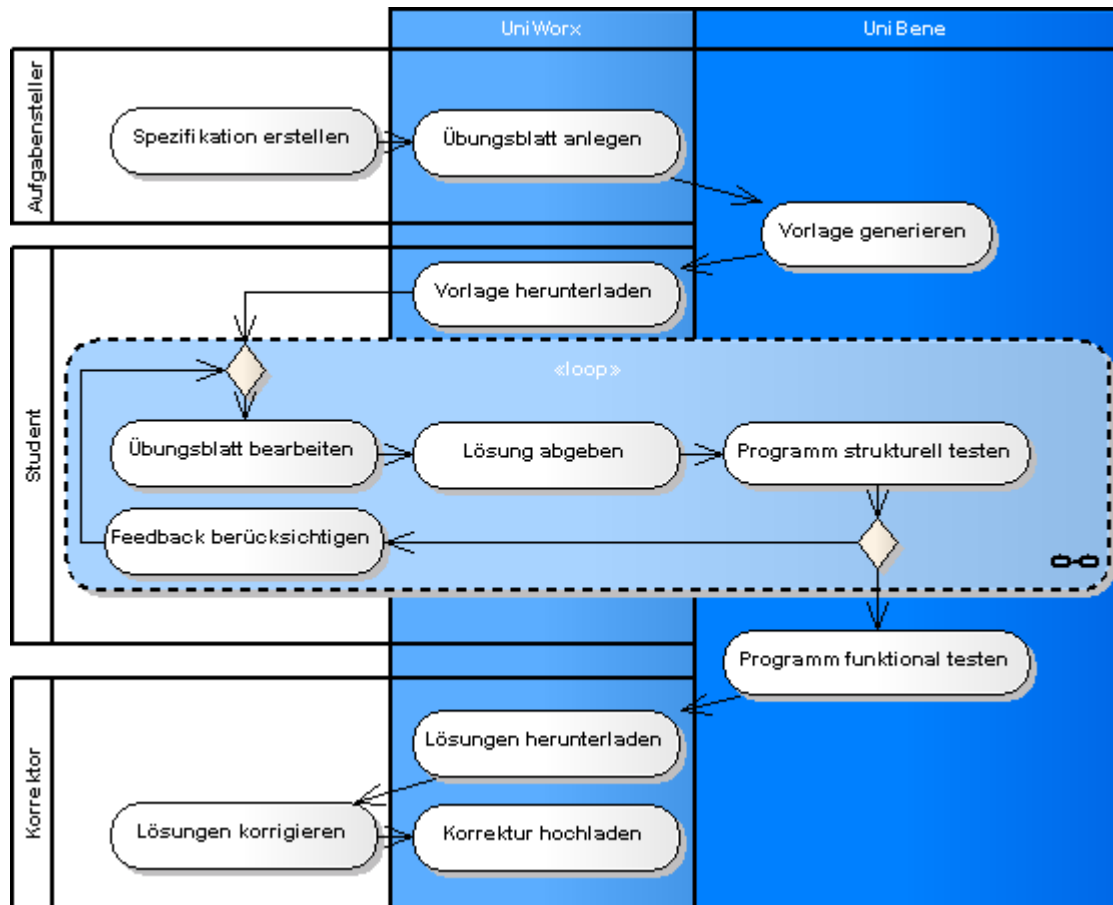 UniWorx
UniBene
Aufgabensteller
Spezifikation erstellen
Übungsblatt anlegen
Vorlage generieren
Student
Vorlage herunterladen
«loop»
Übungsblatt bearbeiten
Lösung abgeben
Programm strukturell testen
Feedback berücksichtigen
Programm funktional testen
Korrektor
Lösungen herunterladen
Lösungen korrigieren
Korrektur hochladen